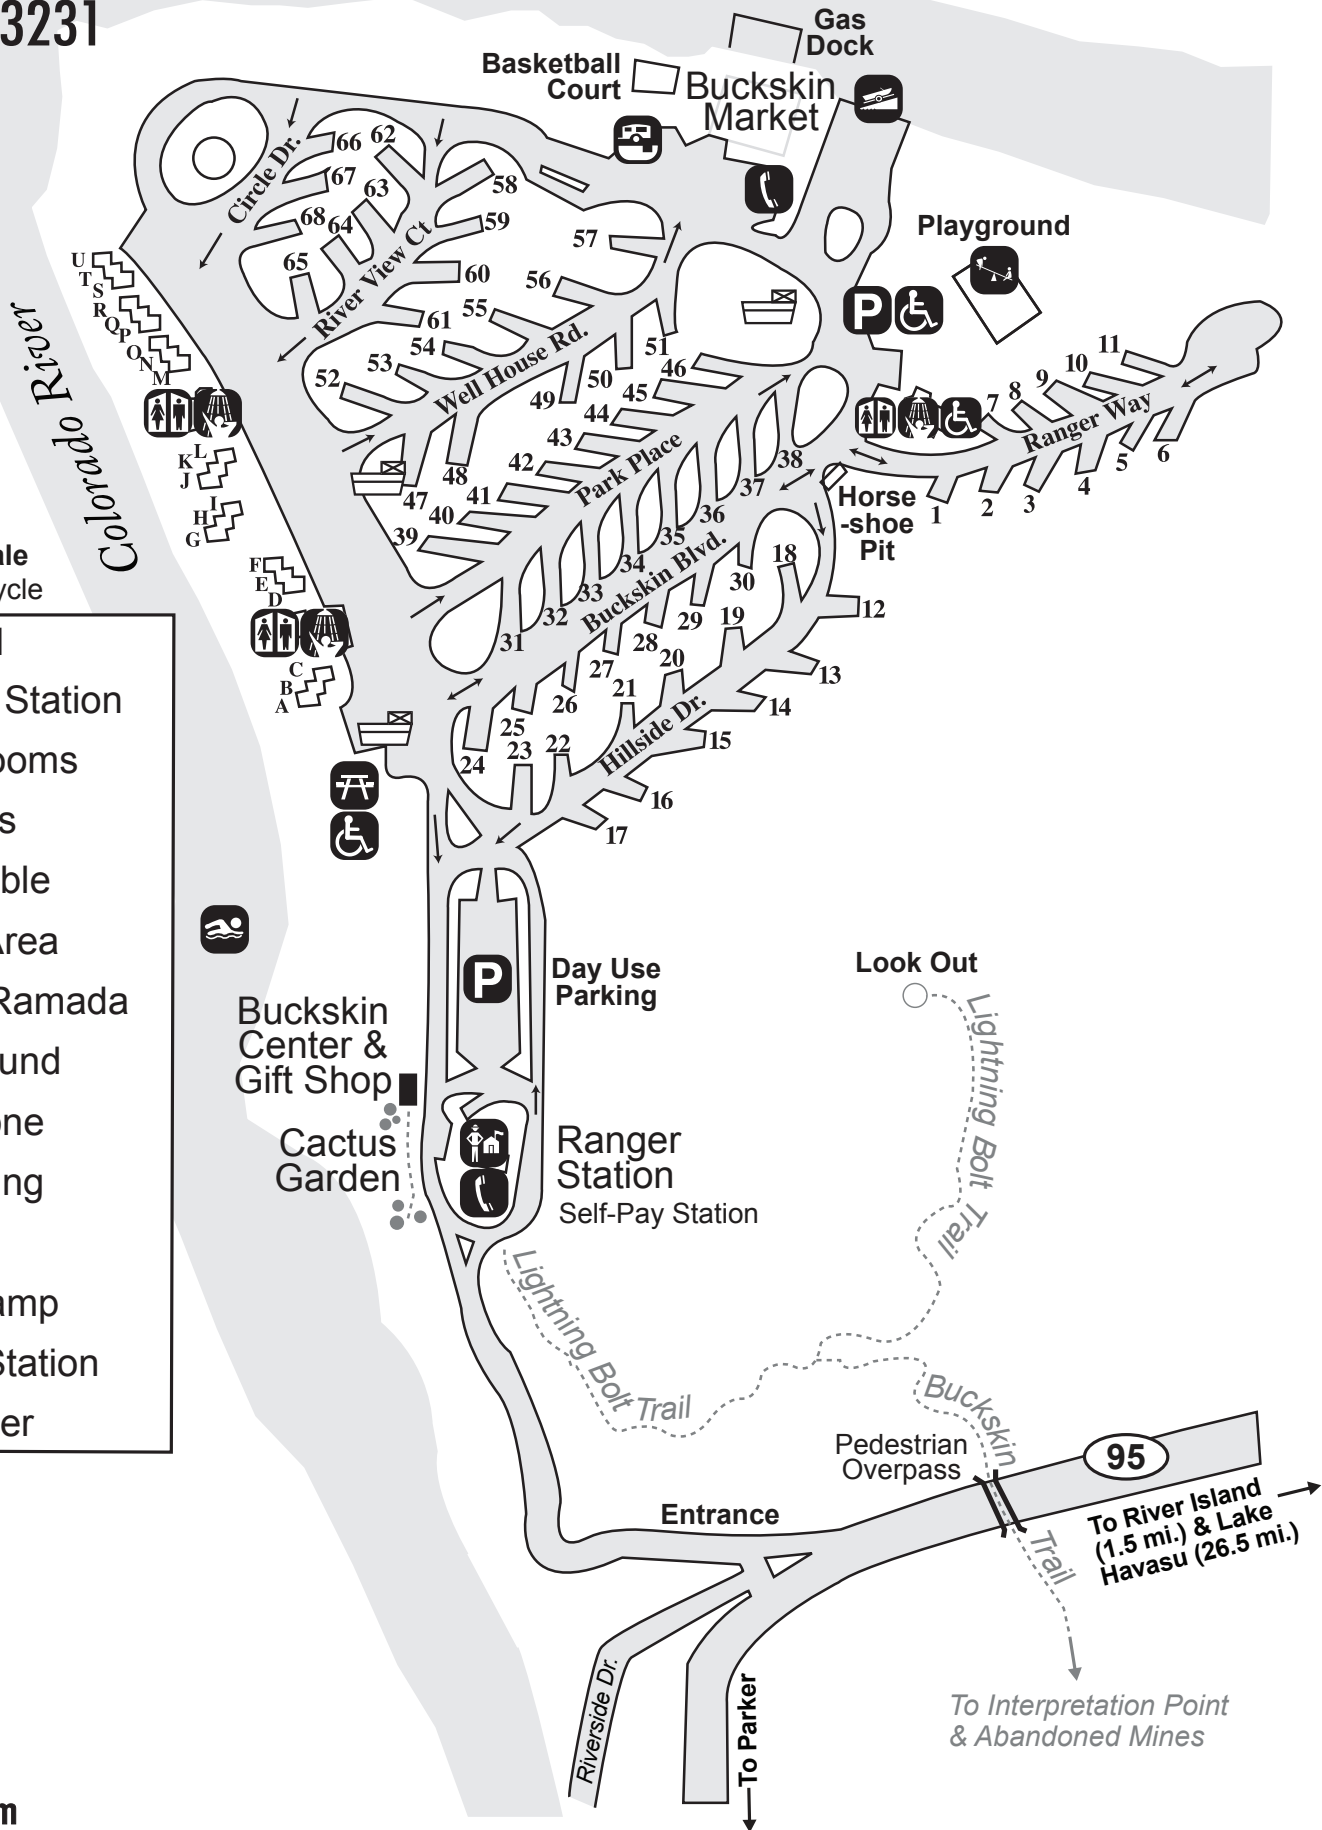 3231
Gas
Dock
Basketball
Court
Buckskin
Market
Playground
Circle Dr.
River View Ct
Well House Rd.
Park Place
Buckskin Blvd.
Hillside Dr.
Ranger Way
Horse
-shoe
Pit
Colorado River
66
62
67
63
58
68
64
59
57
65
60
56
61
55
54
53
52
51
50
49
48
47
46
45
44
43
42
41
40
39
38
37
36
35
34
33
32
31
30
29
28
27
26
25
24
23
22
21
20
19
18
17
16
15
14
13
12
11
10
9
8
7
6
5
4
3
2
1
U
T
S
R
Q
P
O
N
M
L
K
J
I
H
G
F
E
D
C
B
A
P
ale
ycle
Station
ooms
s
ble
Area
Ramada
und
one
ng
amp
Station
er
P
Day Use
Parking
Look Out
Lightning Bolt Trail
Buckskin
Center &
Gift Shop
Cactus
Garden
Ranger
Station
Self-Pay Station
Lightning Bolt Trail
Buckskin
Trail
Pedestrian
Overpass
95
Entrance
To River Island
(1.5 mi.) & Lake
Havasu (26.5 mi.)
Riverside Dr.
To Parker
To Interpretation Point
& Abandoned Mines
m